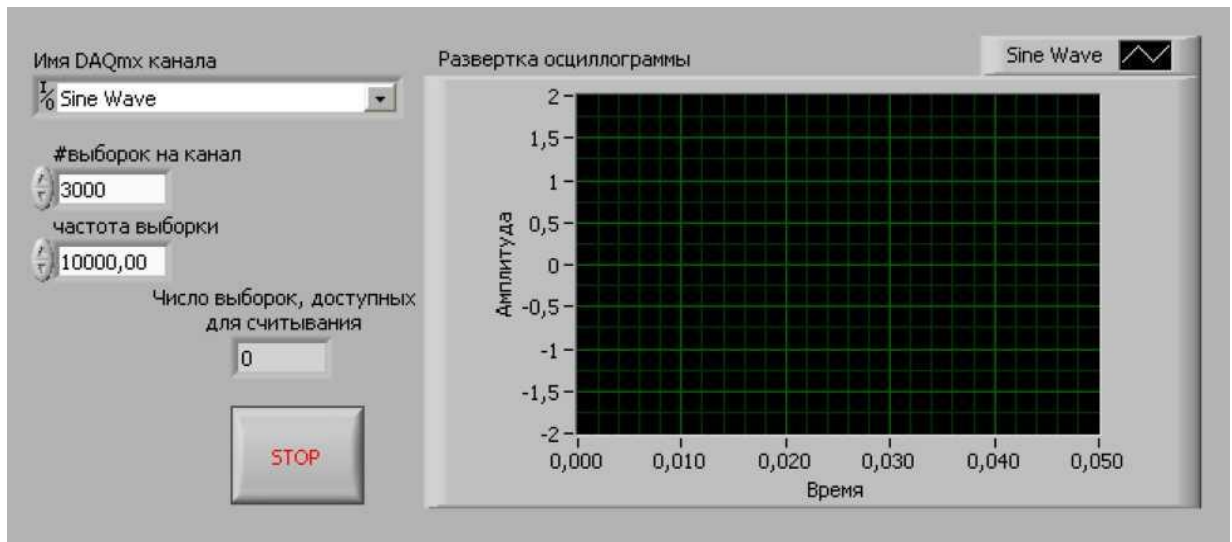 Имя DAQmx канала
I/O Sine Wave
#выборок на канал
3000
частота выборки
10000,00
Число выборок, доступных
для считывания
0
STOP
Развертка осциллограммы
Sine Wave
Амплитуда
2
1,5
1
0,5
0
-0,5
-1
-1,5
-2
0,000 0,010 0,020 0,030 0,040 0,050
Время